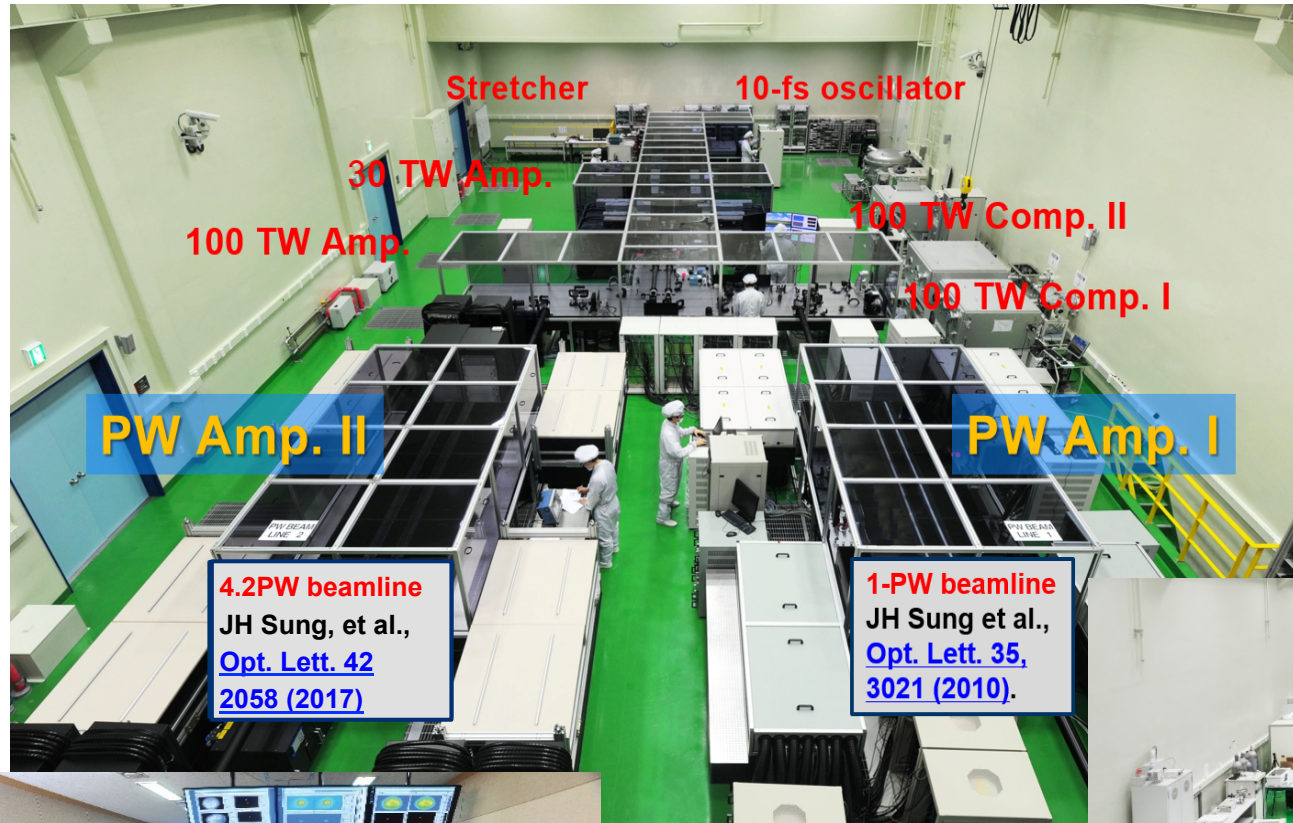 Stretcher
10-fs oscillator
30 TW Amp.
100 TW Comp. II
100 TW Amp.
100 TW Comp. I
PW Amp. II
PW Amp. I
PW BEAM
LINE 2
PW BEAM
LINE 1
4.2PW beamline
JH Sung, et al.,
Opt. Lett. 42
2058 (2017)
1-PW beamline
JH Sung et al.,
Opt. Lett. 35,
3021 (2010).